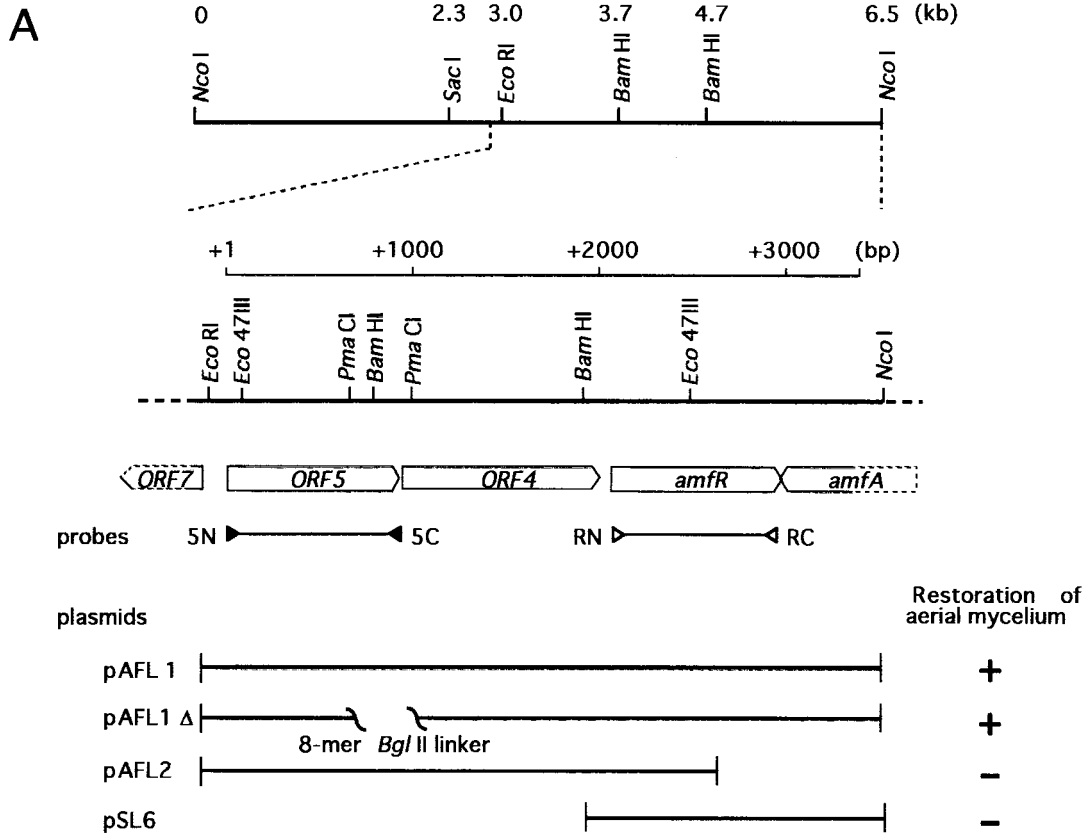 A
0 2.3 3.0 3.7 4.7 6.5 (kb)
Nco I Sac I Eco RI Bam HI Bam HI Nco I
+1 +1000 +2000 +3000 (bp)
Eco RI Eco 47III Pma CI Bam HI Pma CI Bam HI Eco 47III Nco I
ORF7 ORF5 ORF4 amfR amfA
probes 5N 5C RN RC
plasmids
Restoration of
aerial mycelium
pAFL 1 +
pAFL1 Δ +
8-mer Bgl II linker
pAFL2 −
pSL6 −